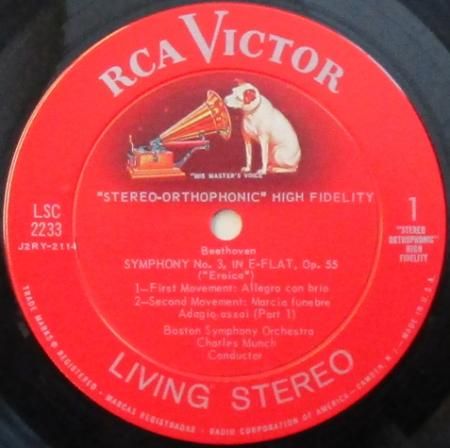 RCA VICTOR
"HIS MASTER'S VOICE"
"STEREO-ORTHOPHONIC" HIGH FIDELITY
LSC
2233
J2RY-2114
1
"STEREO
ORTHOPHONIC"
HIGH
FIDELITY
Beethoven
SYMPHONY No. 3, IN E-FLAT, Op. 55
("Eroica")
1—First Movement: Allegro con brio
2—Second Movement: Marcia funebre
Adagio assai (Part 1)
Boston Symphony Orchestra
Charles Munch
Conductor
LIVING STEREO
TRADE MARKS ® REGISTERED • MARCAS REGISTRADAS • RADIO CORPORATION OF AMERICA—CAMDEN, N. J.—MADE IN U.S.A.